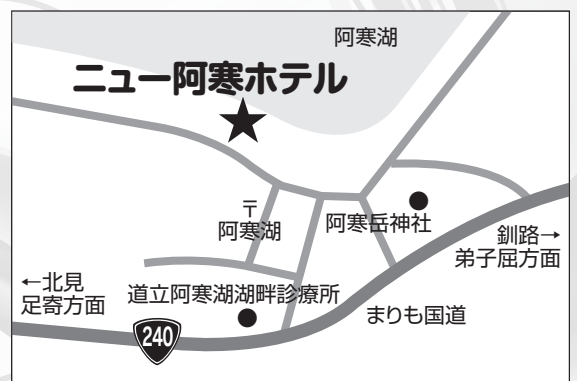 阿寒湖
ニュー阿寒ホテル
〒
阿寒湖
阿寒岳神社
釧路→
弟子屈方面
←北見
足寄方面
道立阿寒湖湖畔診療所
まりも国道
240